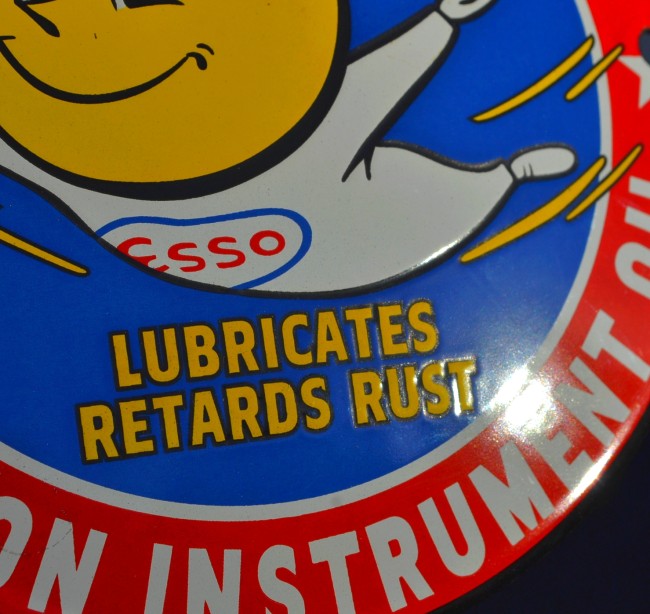 ESSO
LUBRICATES
RETARDS RUST
INSTRUMENT